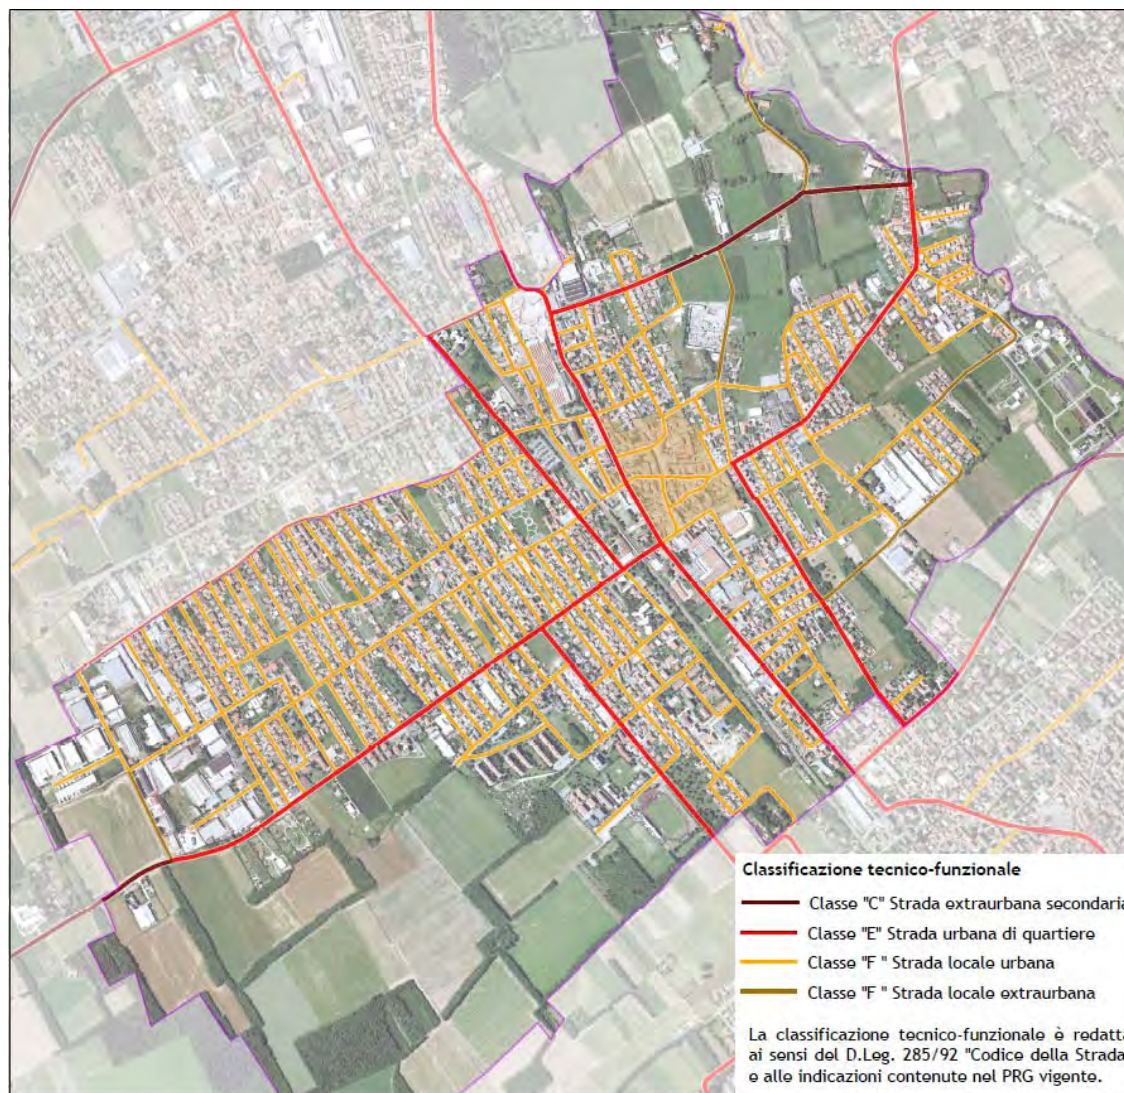 Classificazione tecnico-funzionale
Classe "C" Strada extraurbana secondaria
Classe "E" Strada urbana di quartiere
Classe "F " Strada locale urbana
Classe "F " Strada locale extraurbana
La classificazione tecnico-funzionale è redatta
ai sensi del D.Leg. 285/92 "Codice della Strada
e alle indicazioni contenute nel PRG vigente.